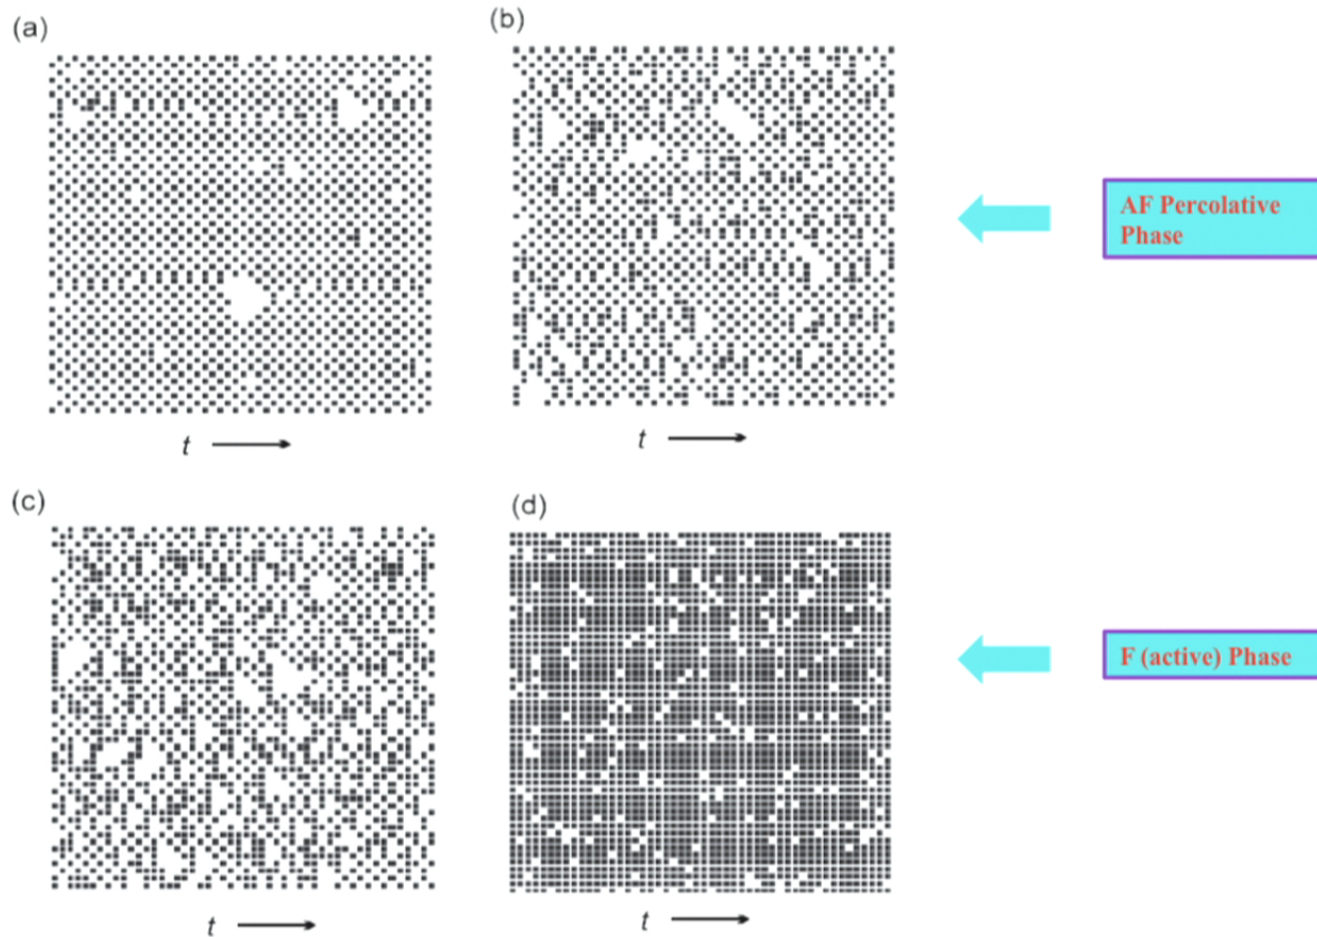 (a)
(b)
AF Percolative
Phase
t
t
(c)
(d)
F (active) Phase
t
t